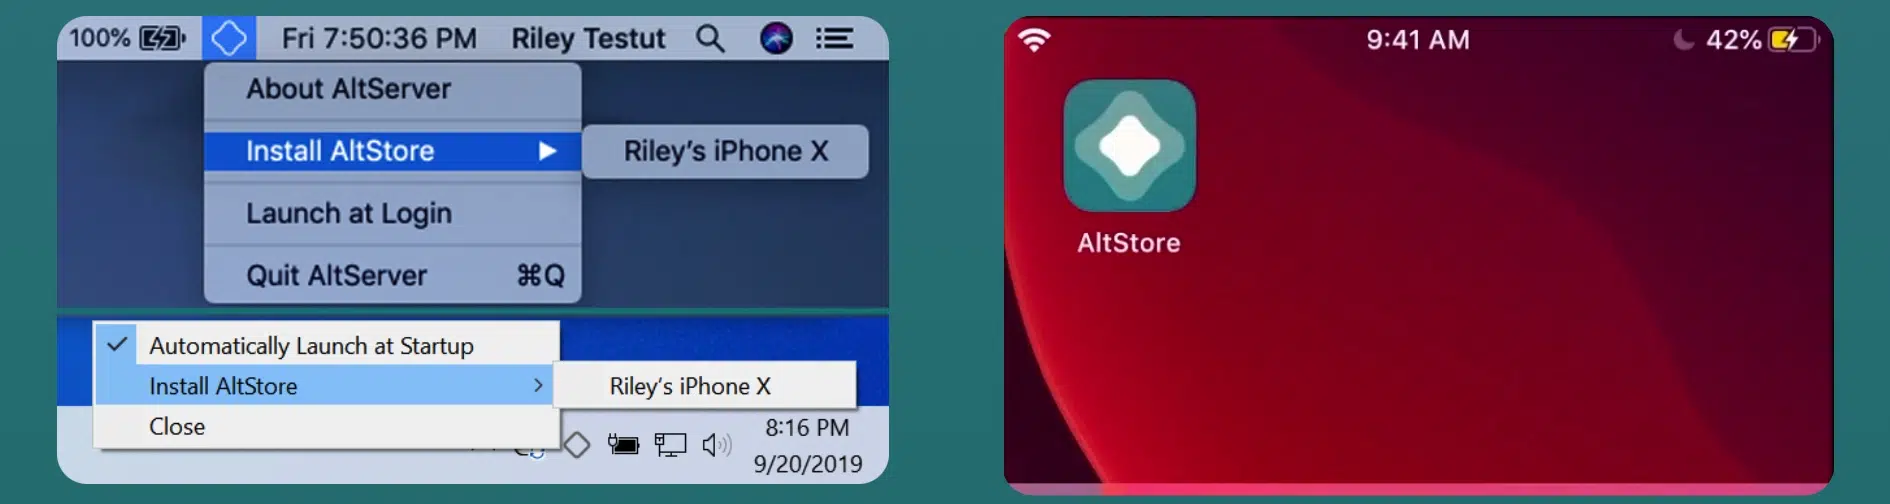 100% Fri 7:50:36 PM Riley Testut
About AltServer
Install AltStore
Riley's iPhone X
Launch at Login
Quit AltServer ⌘Q
Automatically Launch at Startup
Install AltStore
Riley's iPhone X
Close
8:16 PM
9/20/2019
9:41 AM 42%
AltStore